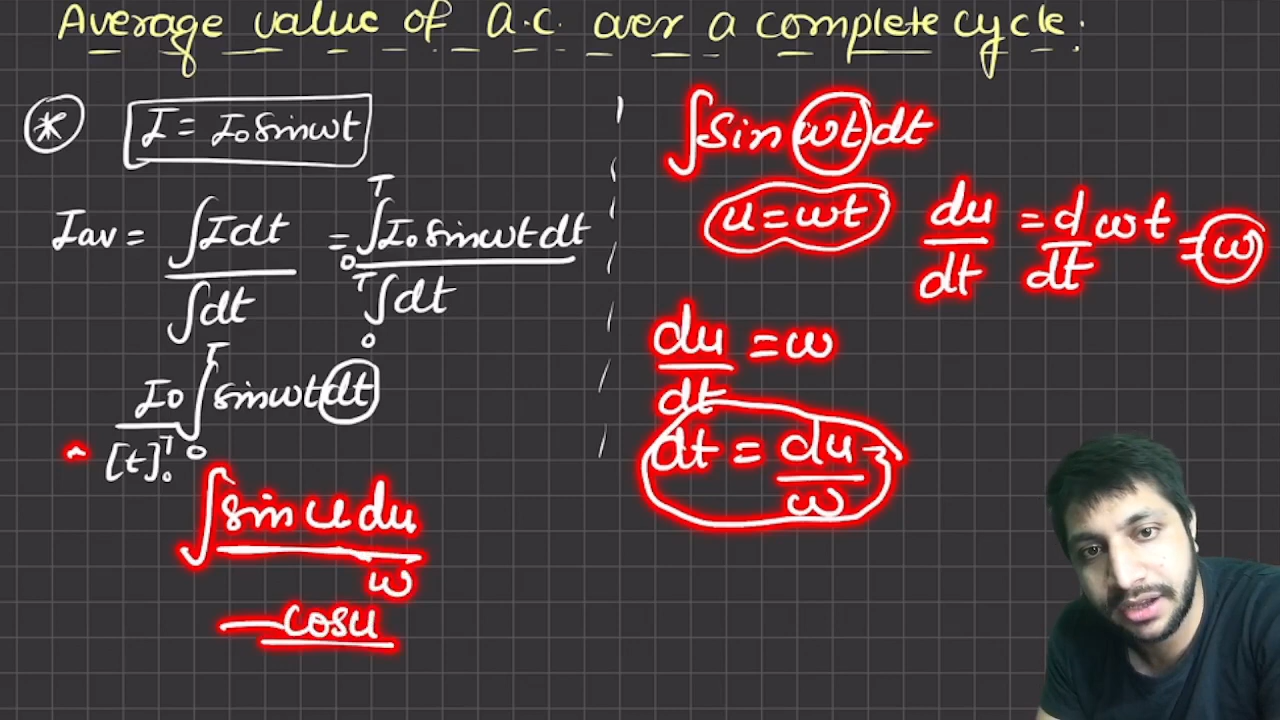 Average value of a.c. over a complete cycle:
* I = I₀ sinωt
Iav = ∫Idt / ∫dt = ∫₀ᵀ I₀ sinωt dt / ∫₀ᵀ dt
I₀ / [t]₀ᵀ ∫₀ᵀ sinωt dt
∫ sin u du / ω
- cosu
∫ sin ωt dt
u = ωt du/dt = d/dt ωt = ω
du/dt = ω
dt = du/ω